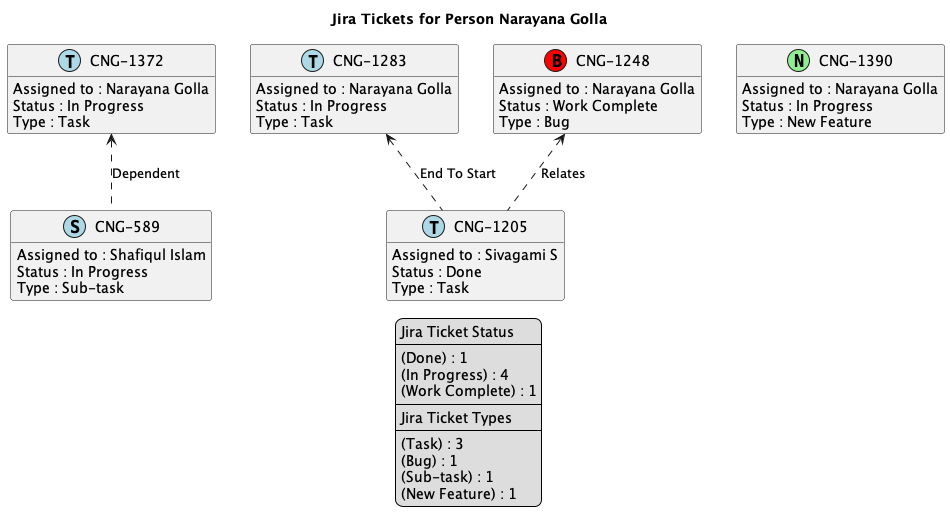 Jira Tickets for Person Narayana Golla
T CNG-1372
Assigned to : Narayana Golla
Status : In Progress
Type : Task
T CNG-1283
Assigned to : Narayana Golla
Status : In Progress
Type : Task
B CNG-1248
Assigned to : Narayana Golla
Status : Work Complete
Type : Bug
N CNG-1390
Assigned to : Narayana Golla
Status : In Progress
Type : New Feature
Dependent
End To Start
Relates
S CNG-589
Assigned to : Shafiqul Islam
Status : In Progress
Type : Sub-task
T CNG-1205
Assigned to : Sivagami S
Status : Done
Type : Task
Jira Ticket Status
(Done) : 1
(In Progress) : 4
(Work Complete) : 1
Jira Ticket Types
(Task) : 3
(Bug) : 1
(Sub-task) : 1
(New Feature) : 1